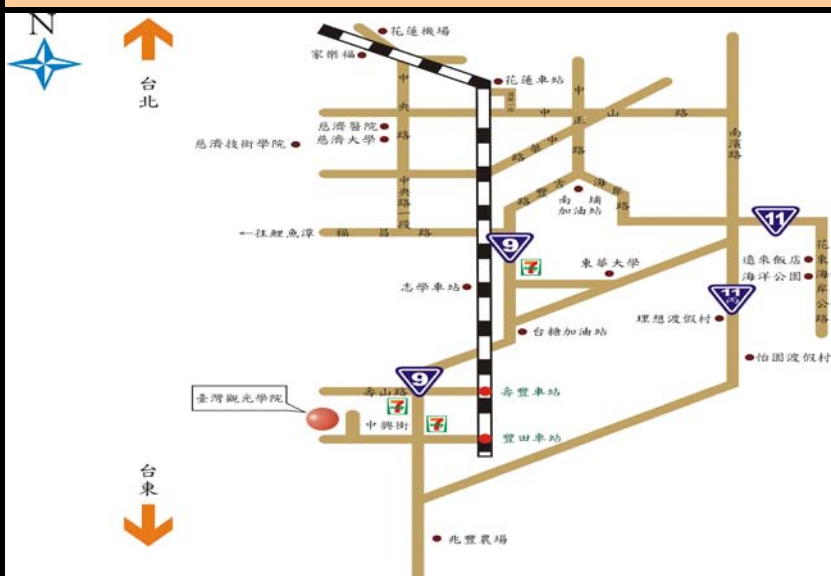 N
台北
花蓮機場
家樂福
花蓮車站
中央路
中山路
中正路
慈濟醫院
慈濟大學
慈濟技術學院
中華路
南濱路
中央路一段
吉豐路
海岸路
南埔
加油站
←往鯉魚潭
福昌路
11
9
7
東華大學
花東海岸公路
遠來飯店
海洋公園
志學車站
11
丙
理想渡假村
台糖加油站
怡園渡假村
9
壽山路
壽豐車站
臺灣觀光學院
7
中興街
7
豐田車站
台東
兆豐農場